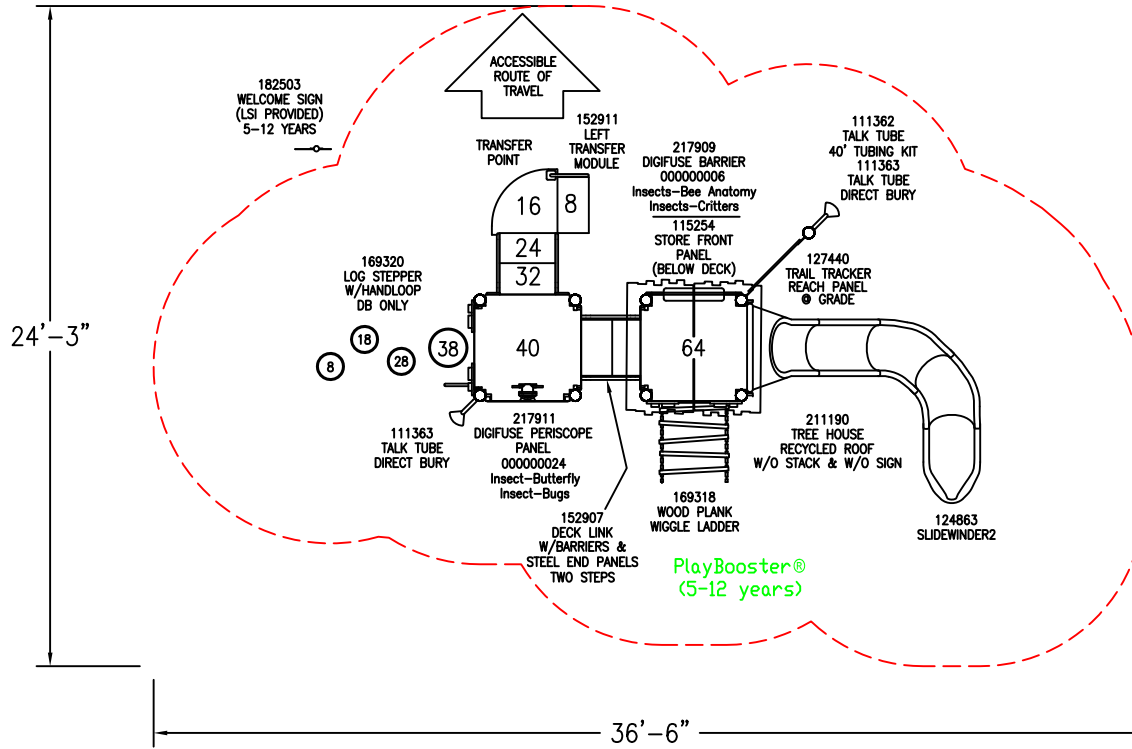 ACCESSIBLE
ROUTE OF
TRAVEL
182503
WELCOME SIGN
(LSI PROVIDED)
5-12 YEARS
TRANSFER
POINT
152911
LEFT
TRANSFER
MODULE
217909
DIGIFUSE BARRIER
000000006
Insects-Bee Anatomy
Insects-Critters
115254
STORE FRONT
PANEL
(BELOW DECK)
111362
TALK TUBE
40' TUBING KIT
111363
TALK TUBE
DIRECT BURY
127440
TRAIL TRACKER
REACH PANEL
@ GRADE
169320
LOG STEPPER
W/HANDLOOP
DB ONLY
16
8
24
32
24'-3"
8
18
28
38
40
64
111363
TALK TUBE
DIRECT BURY
217911
DIGIFUSE PERISCOPE
PANEL
000000024
Insect-Butterfly
Insect-Bugs
152907
DECK LINK
W/BARRIERS &
STEEL END PANELS
TWO STEPS
169318
WOOD PLANK
WIGGLE LADDER
211190
TREE HOUSE
RECYCLED ROOF
W/O STACK & W/O SIGN
124863
SLIDEWINDER2
PlayBooster®
(5-12 years)
36'-6"